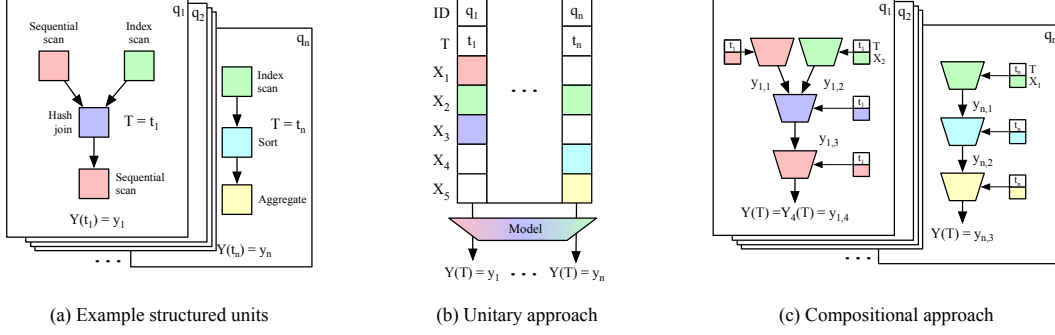 q1
q2
qn
Sequential
scan
Index
scan
Hash
join
T = t1
Sequential
scan
Y(t1) = y1
Index
scan
T = tn
Sort
Aggregate
Y(tn) = yn
(a) Example structured units
ID q1 qn
T t1 tn
X1
X2
X3
X4
X5
Model
Y(T) = y1 Y(T) = yn
(b) Unitary approach
q1
q2
qn
t1
t1 T
X2
y1,1 y1,2
t1
y1,3
t1
Y(T) =Y4(T) = y1,4
tn T
X1
yn,1
tn
yn,2
tn
Y(T) = yn,3
(c) Compositional approach